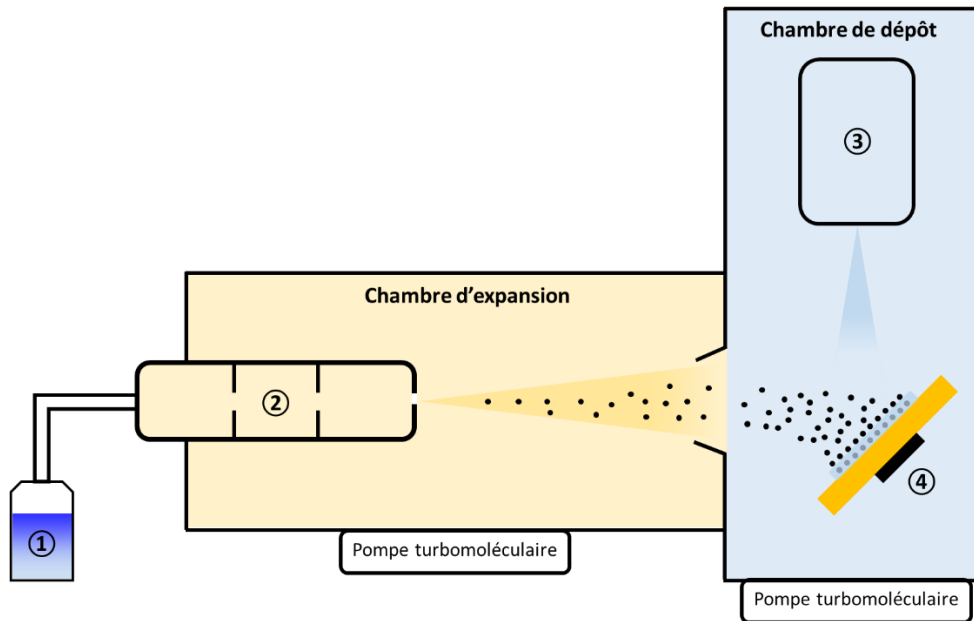 Chambre de dépôt
③
Chambre d'expansion
②
④
①
Pompe turbomoléculaire
Pompe turbomoléculaire